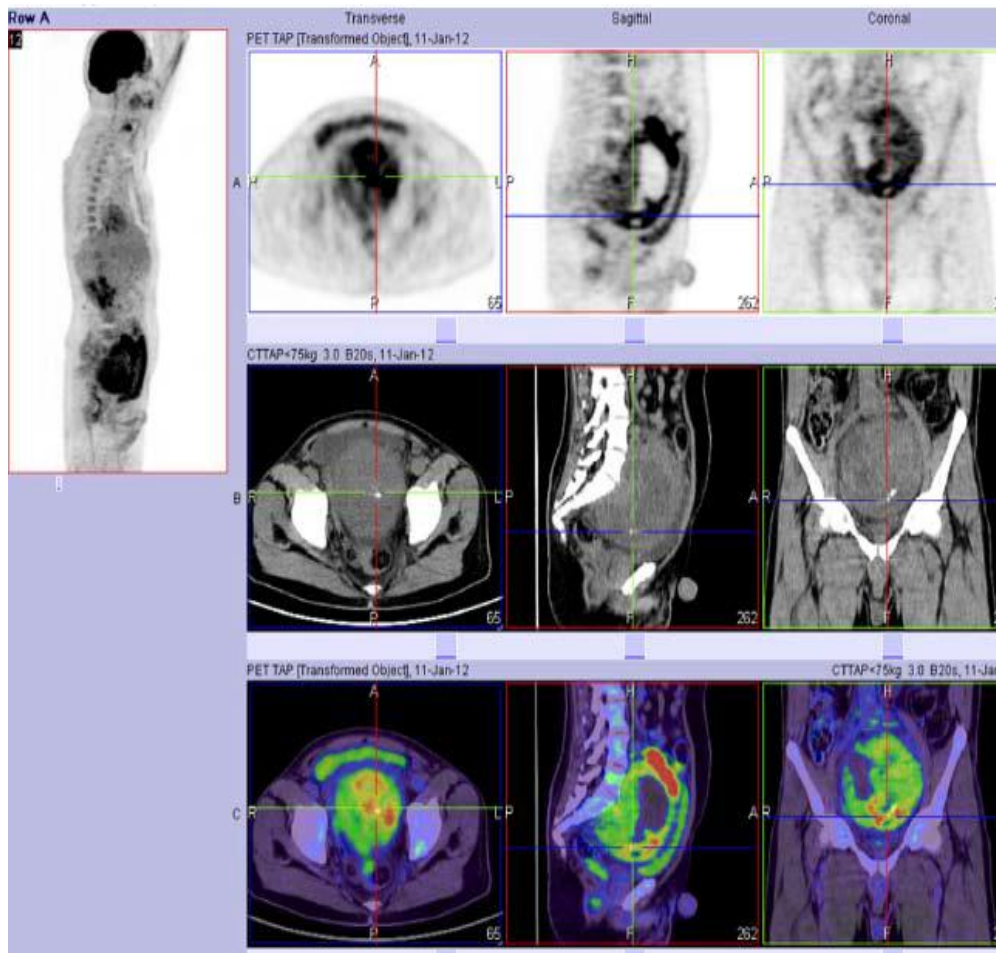 Row A
Transverse
Sagittal
Coronal
PET TAP [Transformed Object], 11-Jan-12
12
A
H
H
A
R
L
P
A
R
P
65
F
262
F
CTTAP<75kg 3.0 B20s, 11-Jan-12
A
H
H
B
R
L
P
A
R
P
65
F
262
F
PET TAP [Transformed Object], 11-Jan-12
CTTAP<75kg 3.0 B20s, 11-Jan
A
H
H
C
R
L
P
A
R
P
65
F
262
F